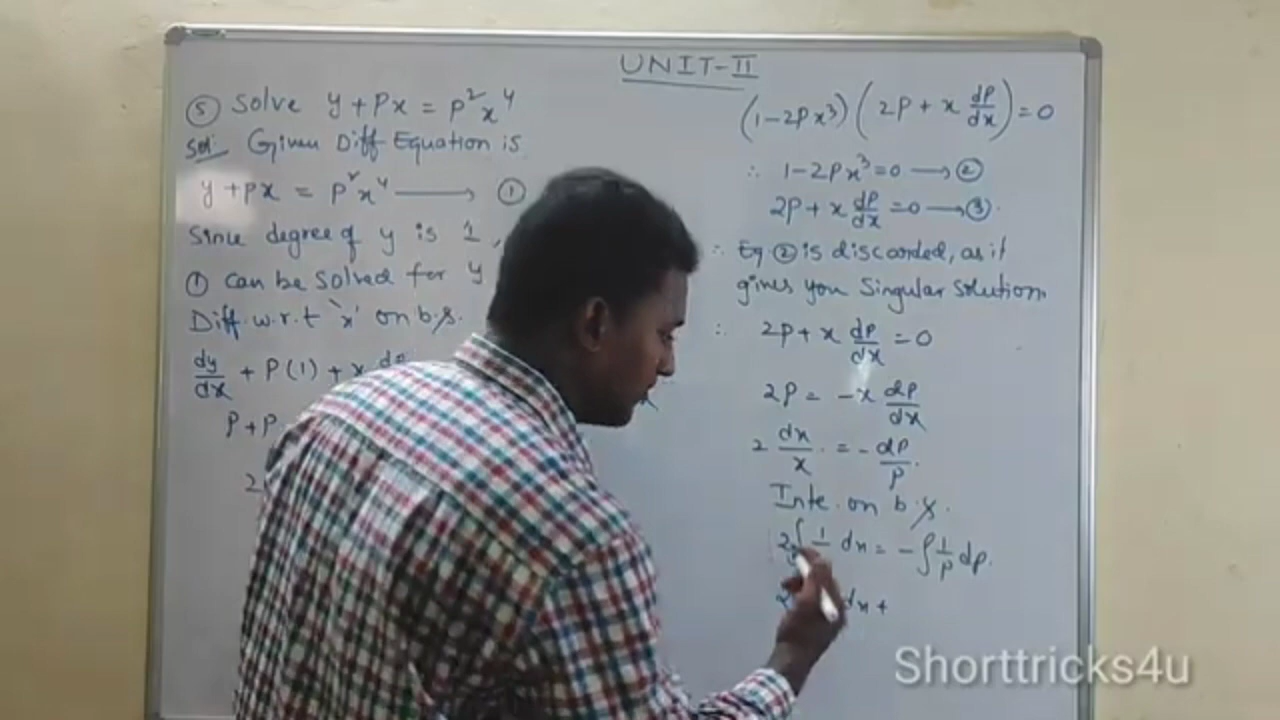 UNIT-II
⑤ Solve y + Px = P²x⁴
Sol: Given Diff Equation is
y + px = p²x⁴ ⟶ ①
Since degree of y is 1,
① can be solved for y
Diff. w.r.t 'x' on b.s.
dy/dx + P(1) + x
P + P
2
(1-2Px³)(2P + x dP/dx) = 0
∴ 1-2Px³=0 ⟶ ②
2P + x dP/dx =0 ⟶ ③.
∴ Eq ② is discarded, as it
gives you Singular Solution.
∴ 2P + x dP/dx = 0
2P = -x dP/dx
2 dx/x = - dP/P.
Inte. on b.s.
2∫ 1 dx = -∫ 1/P dp.
2 dx +
Shorttricks4u